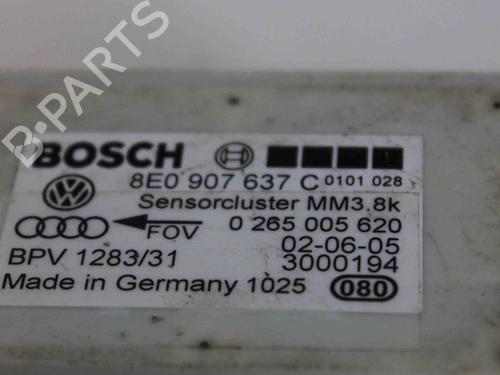 B-PARTS
BOSCH
8E0 907 637 C 0101 028
Sensorcluster MM3.8k
FOV 0 265 005 620
02-06-05
BPV 1283/31 3000194
Made in Germany 1025 080